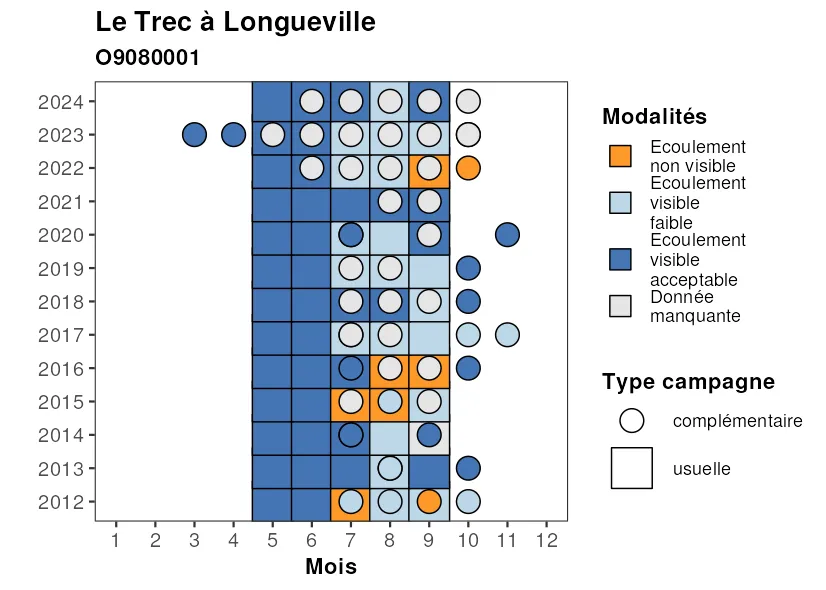 Le Trec à Longueville
O9080001
2024
2023
2022
2021
2020
2019
2018
2017
2016
2015
2014
2013
2012
1 2 3 4 5 6 7 8 9 10 11 12
Mois
Modalités
Ecoulement
non visible
Ecoulement
visible
faible
Ecoulement
visible
acceptable
Donnée
manquante
Type campagne
complémentaire
usuelle